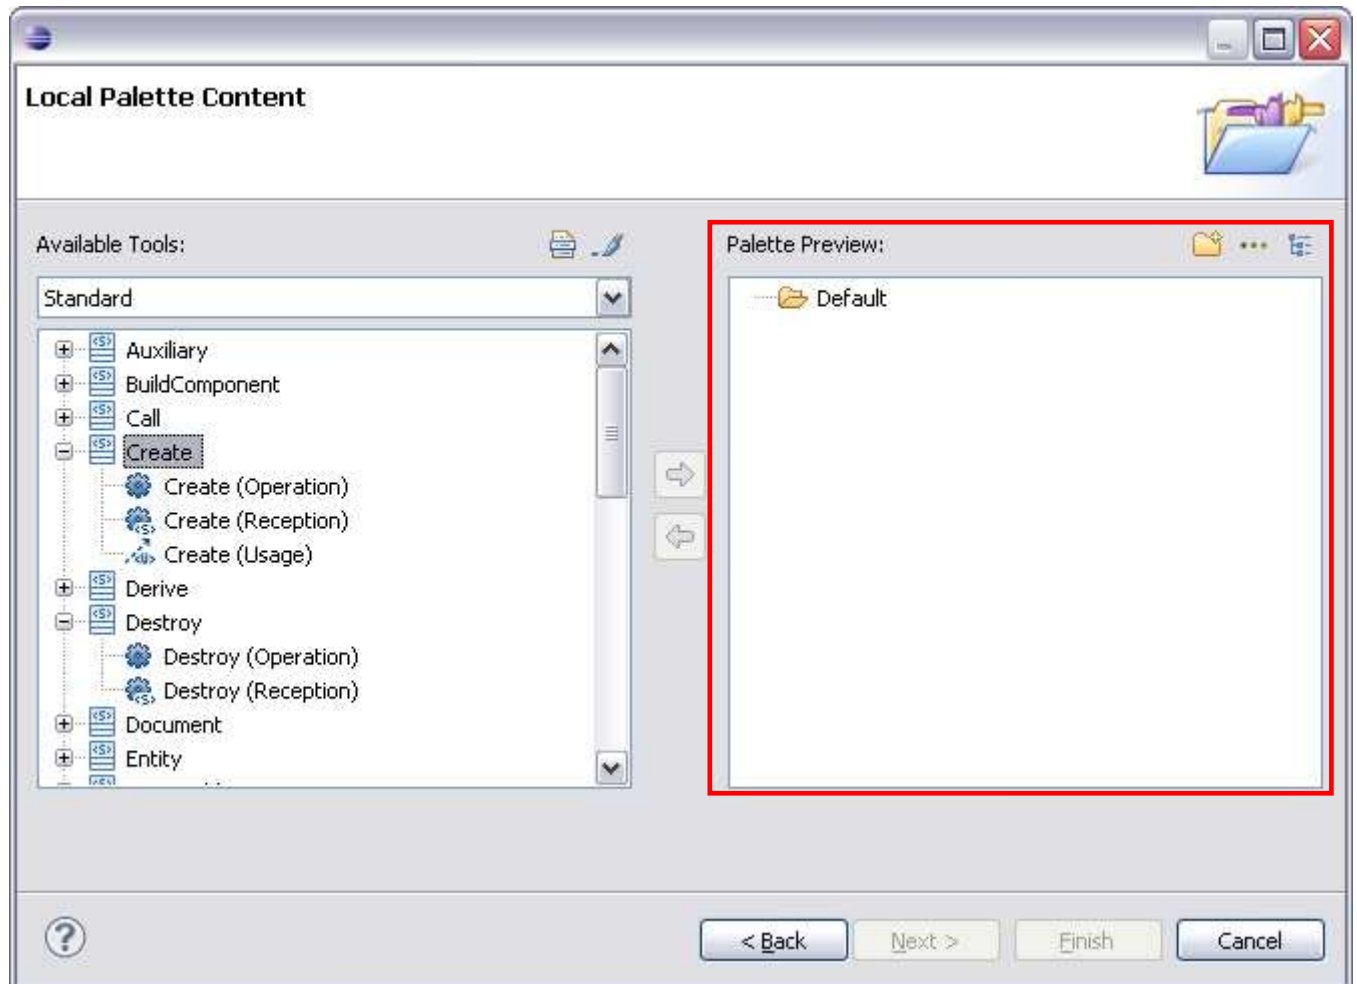 Local Palette Content
Available Tools:
Standard
Auxiliary
BuildComponent
Call
Create
Create (Operation)
Create (Reception)
Create (Usage)
Derive
Destroy
Destroy (Operation)
Destroy (Reception)
Document
Entity
Palette Preview:
Default
< Back
Next >
Finish
Cancel